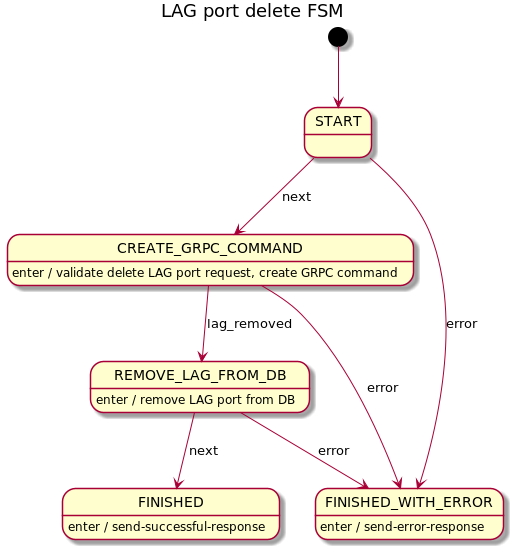 LAG port delete FSM
START
next
CREATE_GRPC_COMMAND
enter / validate delete LAG port request, create GRPC command
lag_removed
error
REMOVE_LAG_FROM_DB
enter / remove LAG port from DB
error
next
error
FINISHED
enter / send-successful-response
FINISHED_WITH_ERROR
enter / send-error-response